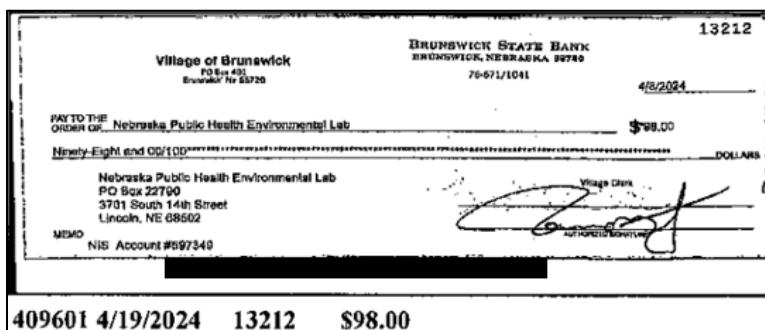 13212
Village of Brunswick
PO Box 401
Brunswick Ne 68720
BRUNSWICK STATE BANK
BRUNSWICK, NEBRASKA 68720
76-671/1041
4/8/2024
PAY TO THE
ORDER OF Nebraska Public Health Environmental Lab
$*98.00
Ninety-Eight and 00/100
DOLLARS
Nebraska Public Health Environmental Lab
PO Box 22790
3701 South 14th Street
Lincoln, NE 68502
Village Clerk
AUTHORIZED SIGNATURE
MEMO
NIS Account #597349
409601 4/19/2024 13212 $98.00